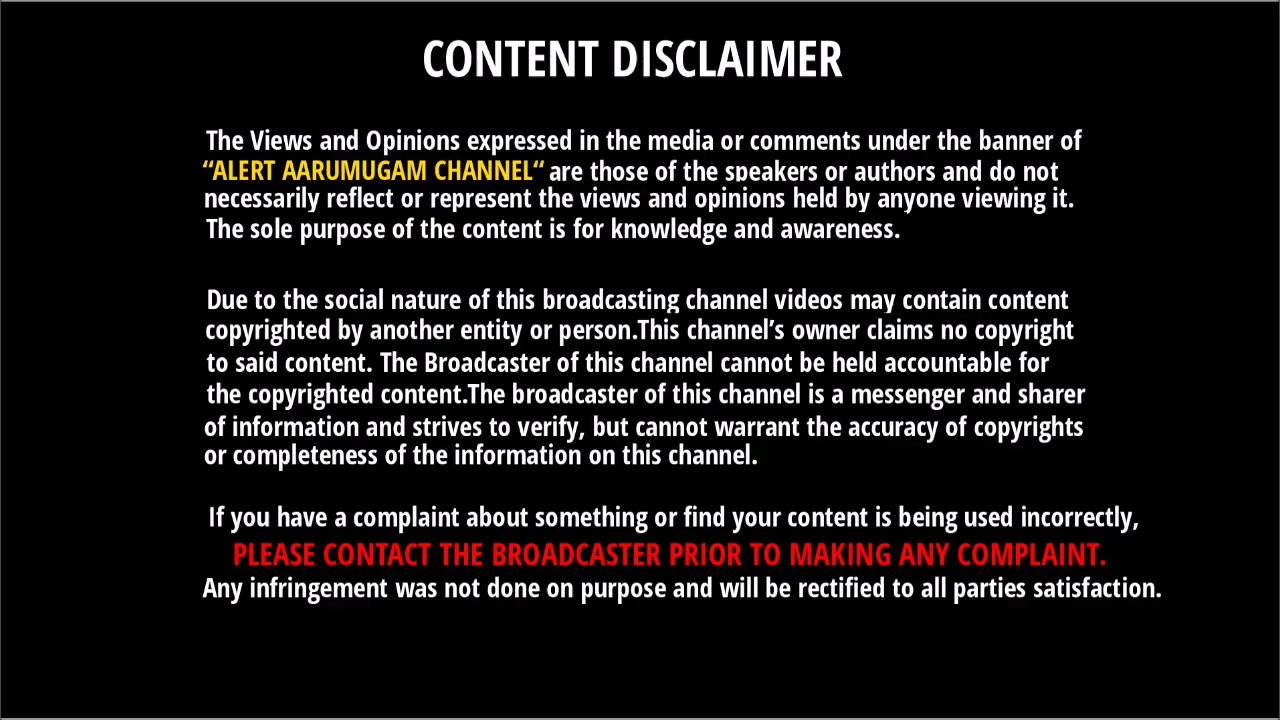 CONTENT DISCLAIMER
The Views and Opinions expressed in the media or comments under the banner of
“ALERT AARUMUGAM CHANNEL“ are those of the speakers or authors and do not
necessarily reflect or represent the views and opinions held by anyone viewing it.
The sole purpose of the content is for knowledge and awareness.
Due to the social nature of this broadcasting channel videos may contain content
copyrighted by another entity or person.This channel’s owner claims no copyright
to said content. The Broadcaster of this channel cannot be held accountable for
the copyrighted content.The broadcaster of this channel is a messenger and sharer
of information and strives to verify, but cannot warrant the accuracy of copyrights
or completeness of the information on this channel.
If you have a complaint about something or find your content is being used incorrectly,
PLEASE CONTACT THE BROADCASTER PRIOR TO MAKING ANY COMPLAINT.
Any infringement was not done on purpose and will be rectified to all parties satisfaction.